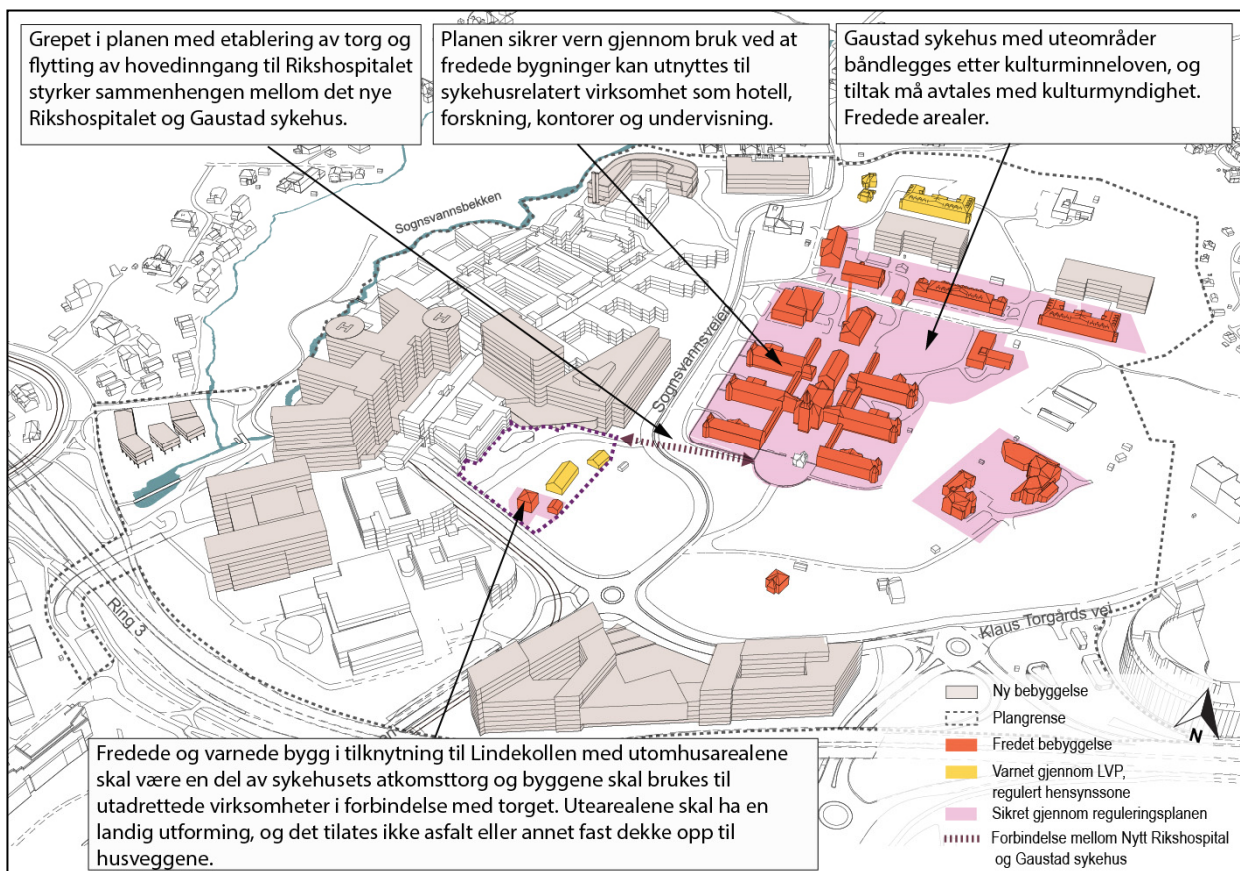 Grepet i planen med etablering av torg og
flytting av hovedinngang til Rikshospitalet
styrker sammenhengen mellom det nye
Rikshospitalet og Gaustad sykehus.
Planen sikrer vern gjennom bruk ved at
fredede bygninger kan utnyttes til
sykehusrelatert virksomhet som hotell,
forskning, kontorer og undervisning.
Gaustad sykehus med uteområder
båndlegges etter kulturminneloven, og
tiltak må avtales med kulturmyndighet.
Fredede arealer.
Sognsvannsbekken
H
H
Sognsvannsveien
Ring 3
Klaus Torgårds vei
Fredede og varnede bygg i tilknytning til Lindekollen med utomhusarealene
skal være en del av sykehusets atkomsttorg og byggene skal brukes til
utadrettede virksomheter i forbindelse med torget. Utearealene skal ha en
landig utforming, og det tilates ikke asfalt eller annet fast dekke opp til
husveggene.
Ny bebyggelse
Plangrense
Fredet bebyggelse
Varnet gjennom LVP,
regulert hensynssone
Sikret gjennom reguleringsplanen
Forbindelse mellom Nytt Rikshospital
og Gaustad sykehus
N